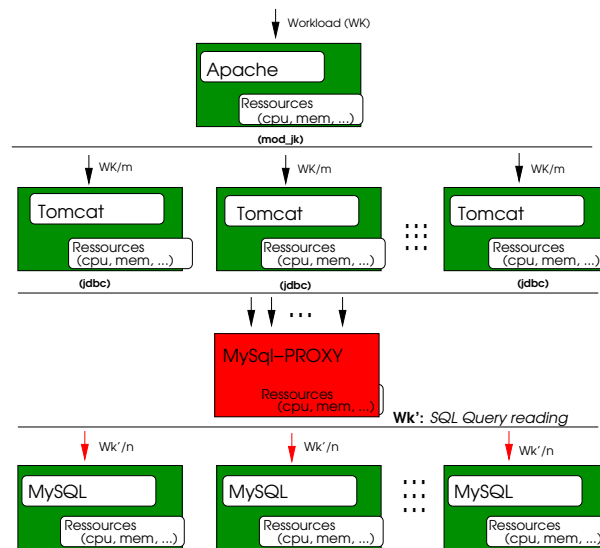 Workload (WK)
Apache
Ressources
(cpu, mem, ...)
(mod_jk)
WK/m
WK/m
WK/m
Tomcat
Tomcat
Tomcat
Ressources
(cpu, mem, ...)
Ressources
(cpu, mem, ...)
Ressources
(cpu, mem, ...)
(jdbc)
(jdbc)
(jdbc)
...
MySql-PROXY
Ressources
(cpu, mem, ...)
Wk': SQL Query reading
Wk'/n
Wk'/n
Wk'/n
MySQL
MySQL
MySQL
Ressources
(cpu, mem, ...)
Ressources
(cpu, mem, ...)
Ressources
(cpu, mem, ...)